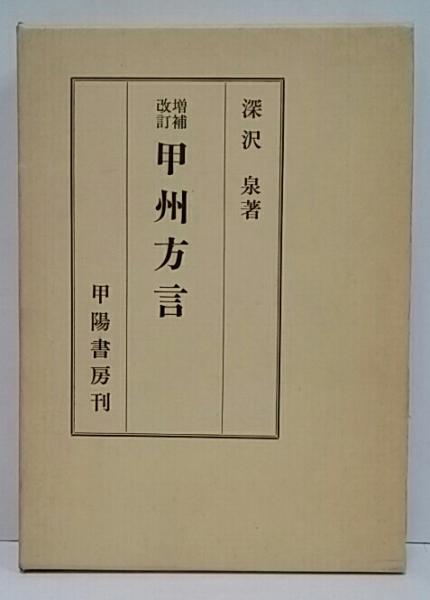 深沢 泉著
増補
改訂
甲州方言
甲陽書房刊